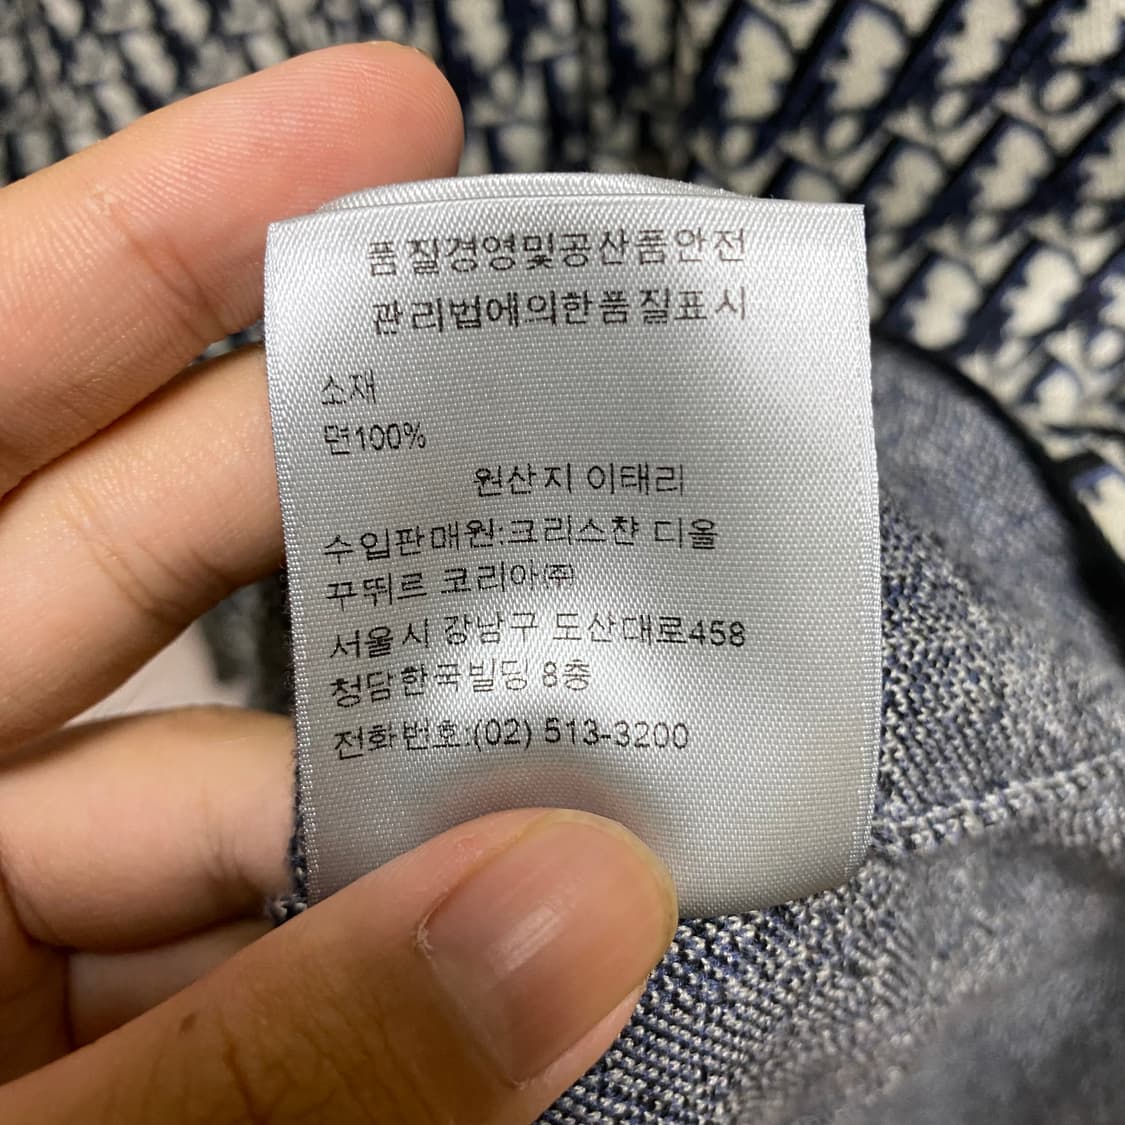 품질경영및공산품안전
관리법에의한품질표시
소재
면100%
원산지 이태리
수입판매원:크리스챤 디올
꾸뛰르 코리아㈜
서울시 강남구 도산대로458
청담한국빌딩 8층
전화번호:(02) 513-3200